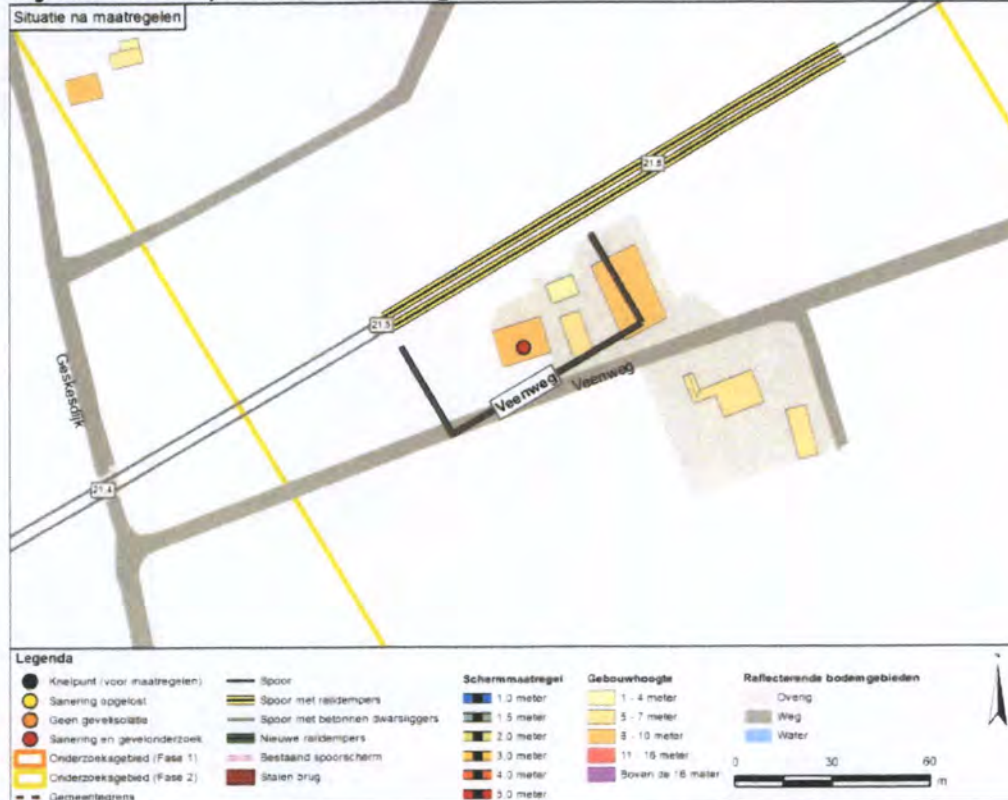 Situatie na maatregelen
21.6
21.5
Geskesdijk
Veenweg
Veenweg
21.4
Legenda
Knelpunt (voor maatregelen)
Sanering opgelost
Geen gevelisolatie
Sanering en gevelonderzoek
Onderzoeksgebied (Fase 1)
Onderzoeksgebied (Fase 2)
Gemeentegrens
Spoor
Spoor met raildempers
Spoor met betonnen dwarsliggers
Nieuwe raildempers
Bestaand spoorscherm
Stalen brug
Schermmaatregel
1.0 meter
1.5 meter
2.0 meter
3.0 meter
4.0 meter
5.0 meter
Gebouwhoogte
1 - 4 meter
5 - 7 meter
8 - 10 meter
11 - 16 meter
Boven de 16 meter
Reflecterende bodemgebieden
Overig
Weg
Water
0 30 60
m